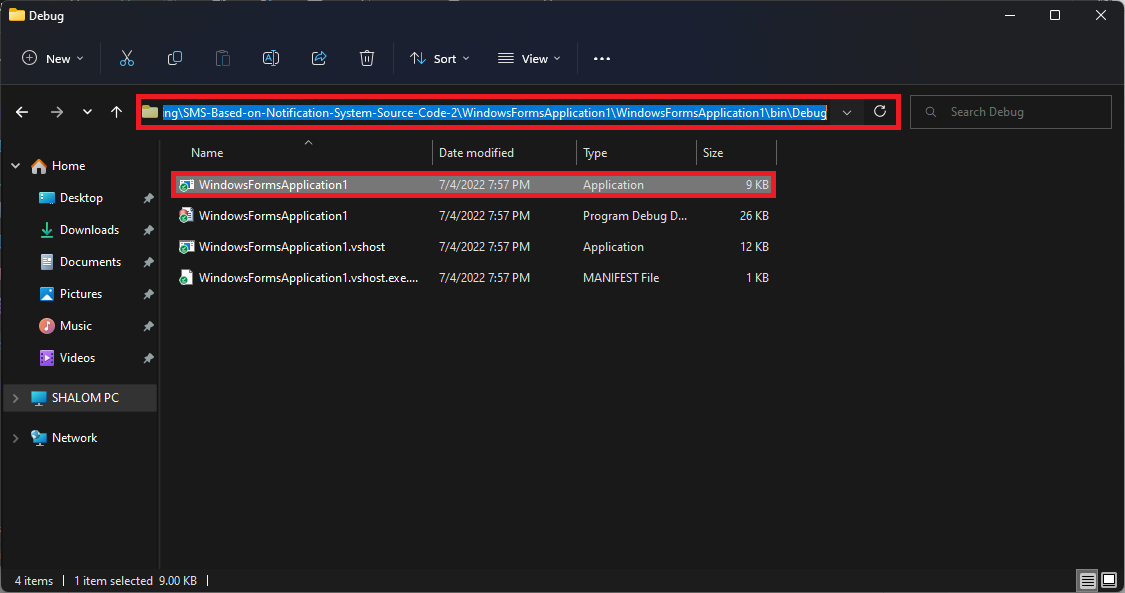 Debug
New Sort View
ng\SMS-Based-on-Notification-System-Source-Code-2\WindowsFormsApplication1\WindowsFormsApplication1\bin\Debug Search Debug
Name Date modified Type Size
WindowsFormsApplication1 7/4/2022 7:57 PM Application 9 KB
WindowsFormsApplication1 7/4/2022 7:57 PM Program Debug D... 26 KB
WindowsFormsApplication1.vshost 7/4/2022 7:57 PM Application 12 KB
WindowsFormsApplication1.vshost.exe.... 7/4/2022 7:57 PM MANIFEST File 1 KB
Home
Desktop
Downloads
Documents
Pictures
Music
Videos
SHALOM PC
Network
4 items 1 item selected 9.00 KB